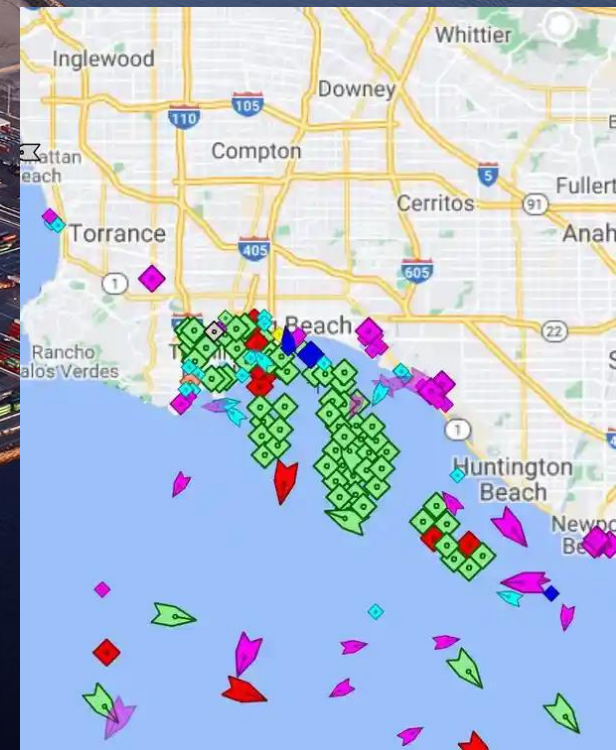 Whittier
Inglewood
Downey
105
110
Compton
5
Fullert
Cerritos
91
Torrance
Anah
405
605
1
22
Beach
Rancho
alos Verdes
1
Huntington
Beach
Newpo
Be